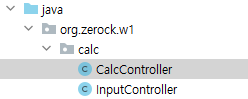 java
org.zerock.w1
calc
CalcController
InputController